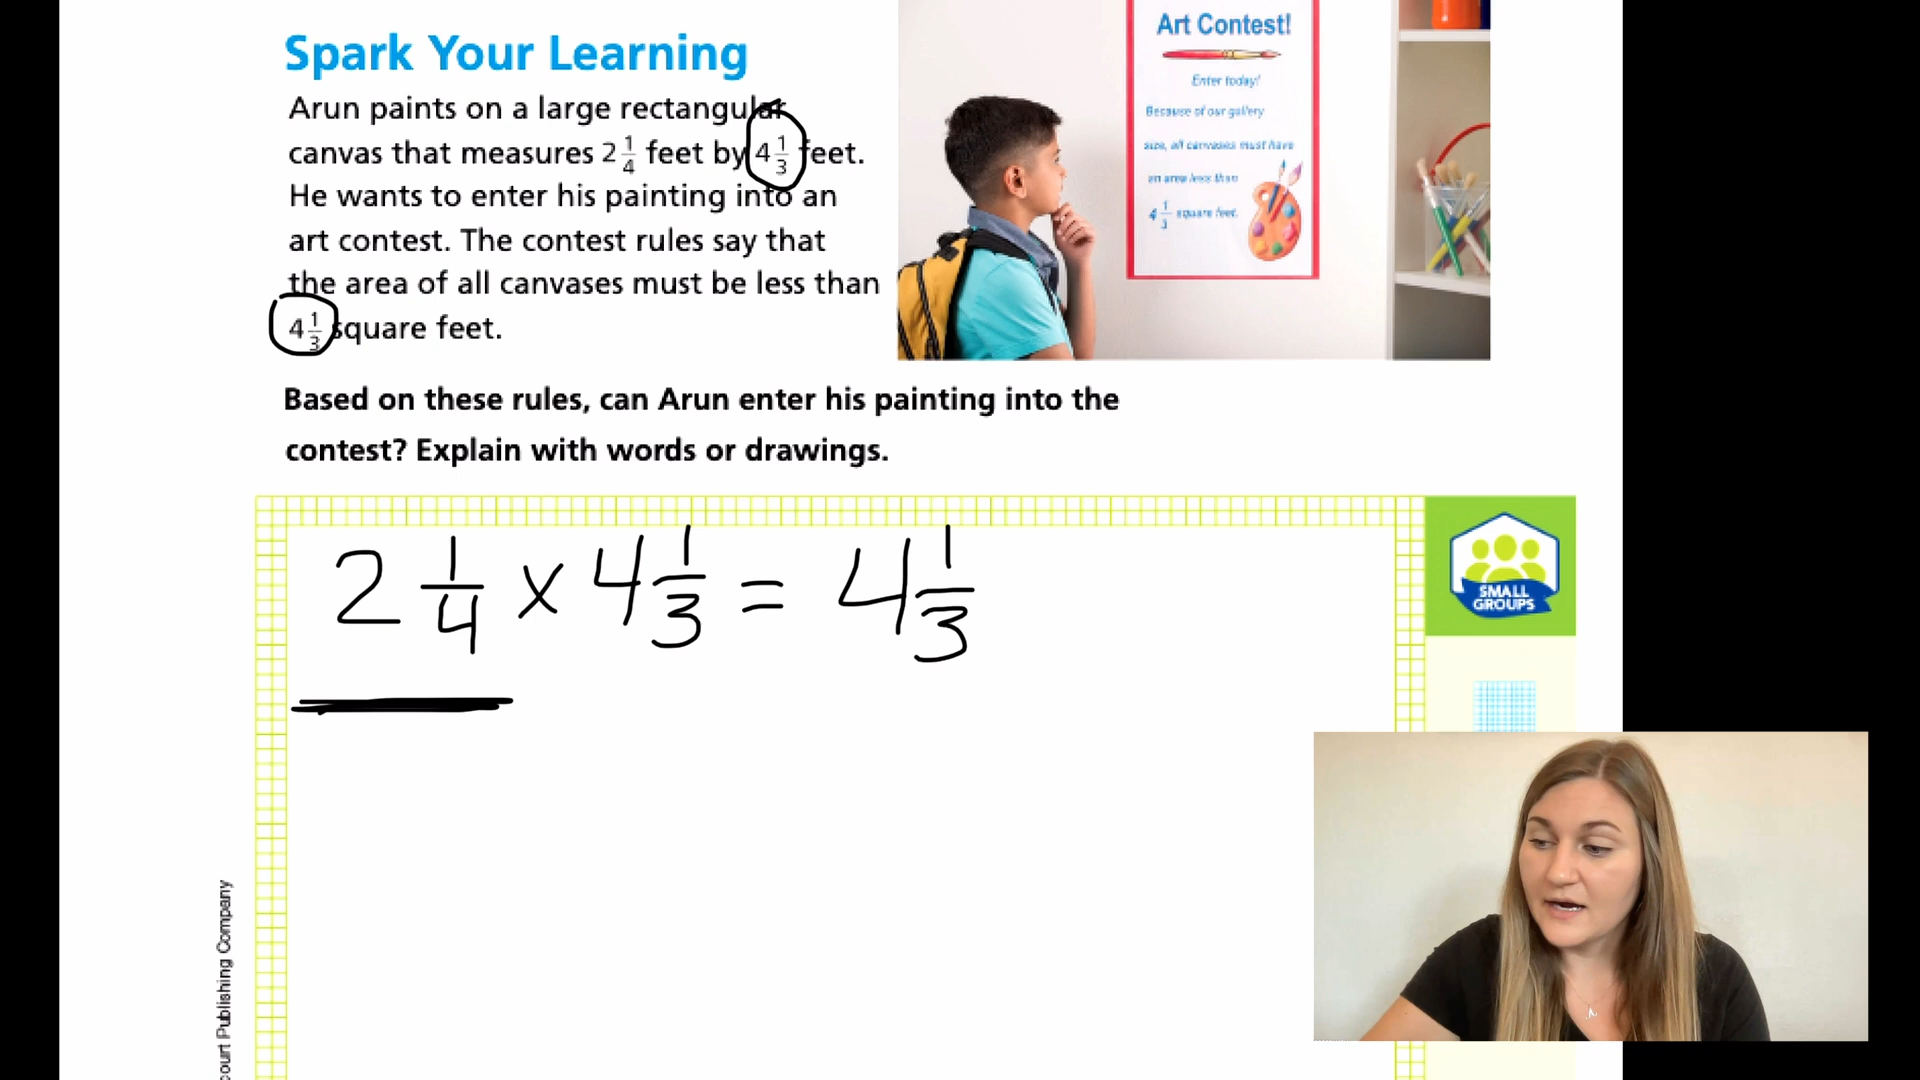 Spark Your Learning
Arun paints on a large rectangular
canvas that measures 2 1/4 feet by 4 1/3 feet.
He wants to enter his painting into an
art contest. The contest rules say that
the area of all canvases must be less than
4 1/3 square feet.
Art Contest!
Enter today!
Because of our gallery
size, all canvases must have
an area less than
4 1/3 square feet.
Based on these rules, can Arun enter his painting into the
contest? Explain with words or drawings.
2 1/4 x 4 1/3 = 4 1/3
SMALL
GROUPS
court Publishing Company